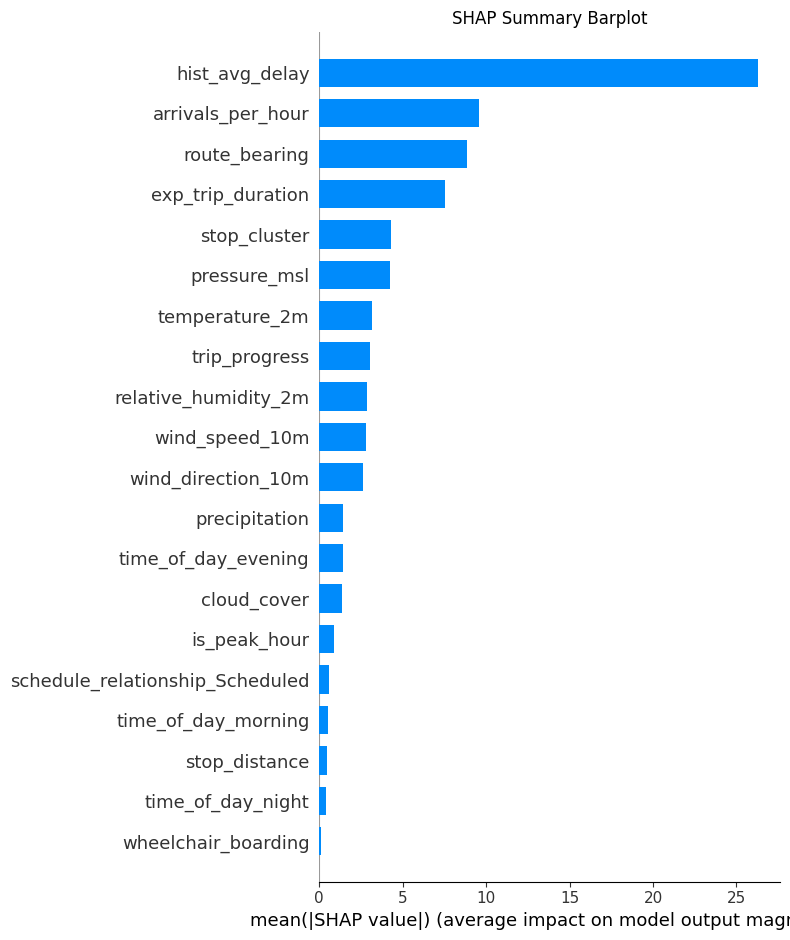 SHAP Summary Barplot
hist_avg_delay
arrivals_per_hour
route_bearing
exp_trip_duration
stop_cluster
pressure_msl
temperature_2m
trip_progress
relative_humidity_2m
wind_speed_10m
wind_direction_10m
precipitation
time_of_day_evening
cloud_cover
is_peak_hour
schedule_relationship_Scheduled
time_of_day_morning
stop_distance
time_of_day_night
wheelchair_boarding
0 5 10 15 20 25
mean(|SHAP value|) (average impact on model output magn